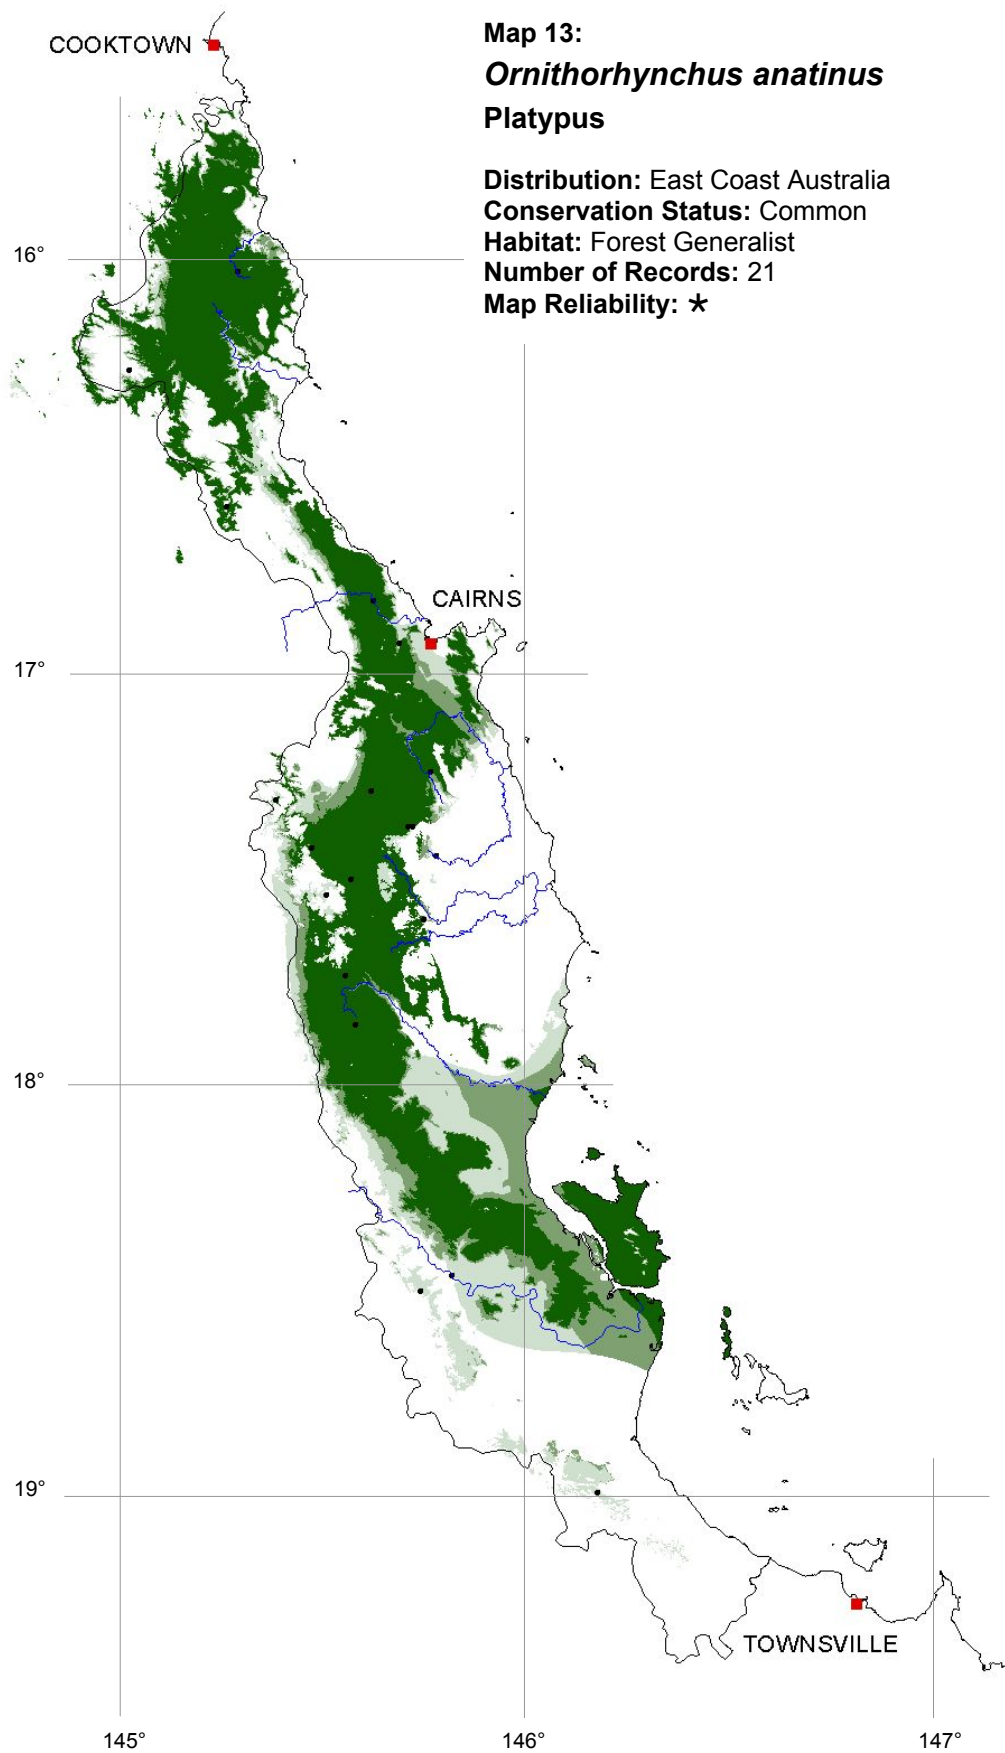 COOKTOWN
Map 13:
Ornithorhynchus anatinus
Platypus
Distribution: East Coast Australia
Conservation Status: Common
Habitat: Forest Generalist
Number of Records: 21
Map Reliability: *
16°
CAIRNS
17°
18°
19°
TOWNSVILLE
145°
146°
147°